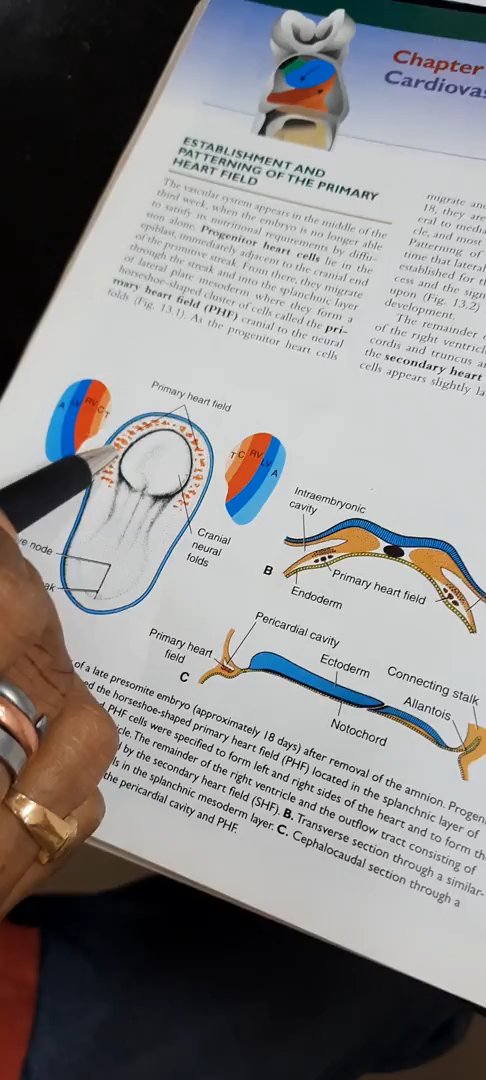 Chapter
Cardiovas
ESTABLISHMENT AND
PATTERNING OF THE PRIMARY
HEART FIELD
The vascular system appears in the middle of the
third week, when the embryo is no longer able
to satisfy its nutritional requirements by diffu-
sion alone. Progenitor heart cells lie in the
epiblast, immediately adjacent to the cranial end
of the primitive streak. From there, they migrate
through the streak and into the splanchnic layer
of lateral plate mesoderm where they form a
horseshoe-shaped cluster of cells called the pri-
mary heart field (PHF) cranial to the neural
folds (Fig. 13.1). As the progenitor heart cells
migrate and
18, they are
eral to media
cle, and most
Patterning of
time that lateral
established for t
cess and the sign
upon (Fig. 13.2)
development.
The remainder
of the right ventricle
cordis and truncus a
the secondary heart
cells appears slightly la
Primary heart field
A LV RV C T
T C RV LV A
Cranial
neural
folds
ve node
ak
Intraembryonic
cavity
B
Primary heart field
Endoderm
Pericardial cavity
Primary heart
field
C
Ectoderm
Connecting stalk
Allantois
Notochord
of a late presomite embryo (approximately 18 days) after removal of the amnion. Progen
ed the horseshoe-shaped primary heart field (PHF) located in the splanchnic layer of
PHF cells were specified to form left and right sides of the heart and to form the
cle. The remainder of the right ventricle and the outflow tract consisting of
by the secondary heart field (SHF). B. Transverse section through a similar-
ls in the splanchnic mesoderm layer. C. Cephalocaudal section through a
the pericardial cavity and PHF.